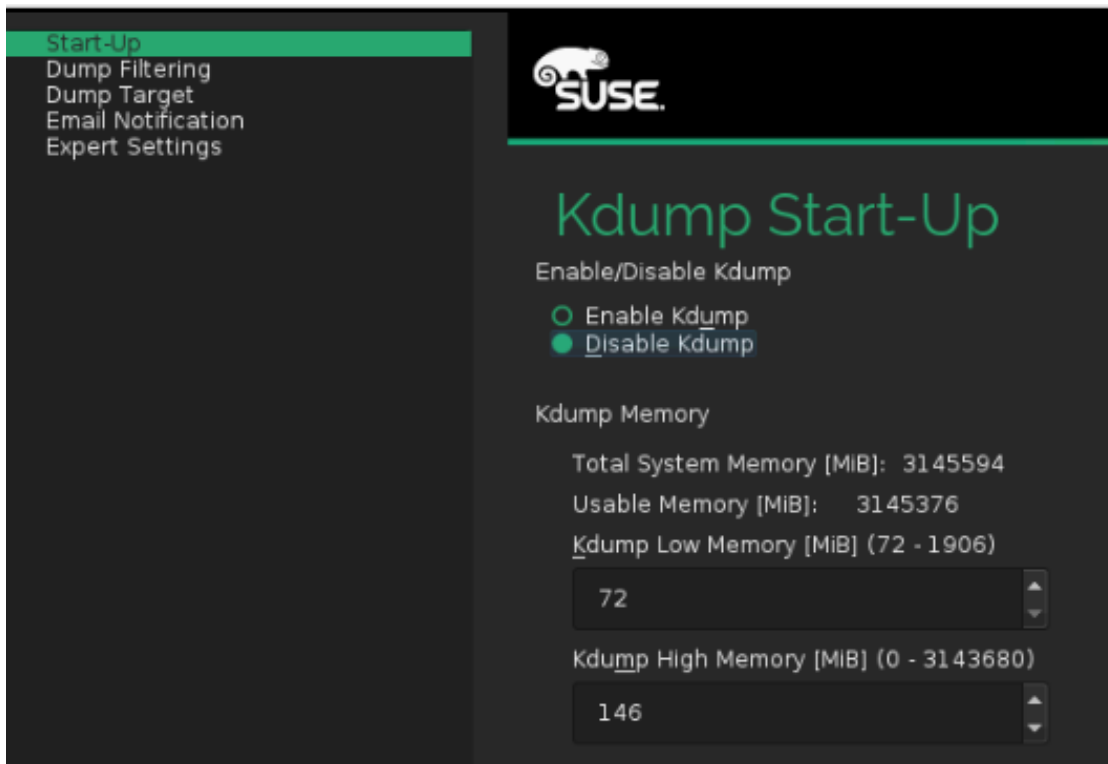 Start-Up
Dump Filtering
Dump Target
Email Notification
Expert Settings
SUSE.
Kdump Start-Up
Enable/Disable Kdump
Enable Kdump
Disable Kdump
Kdump Memory
Total System Memory [MiB]: 3145594
Usable Memory [MiB]: 3145376
Kdump Low Memory [MiB] (72 - 1906)
72
Kdump High Memory [MiB] (0 - 3143680)
146